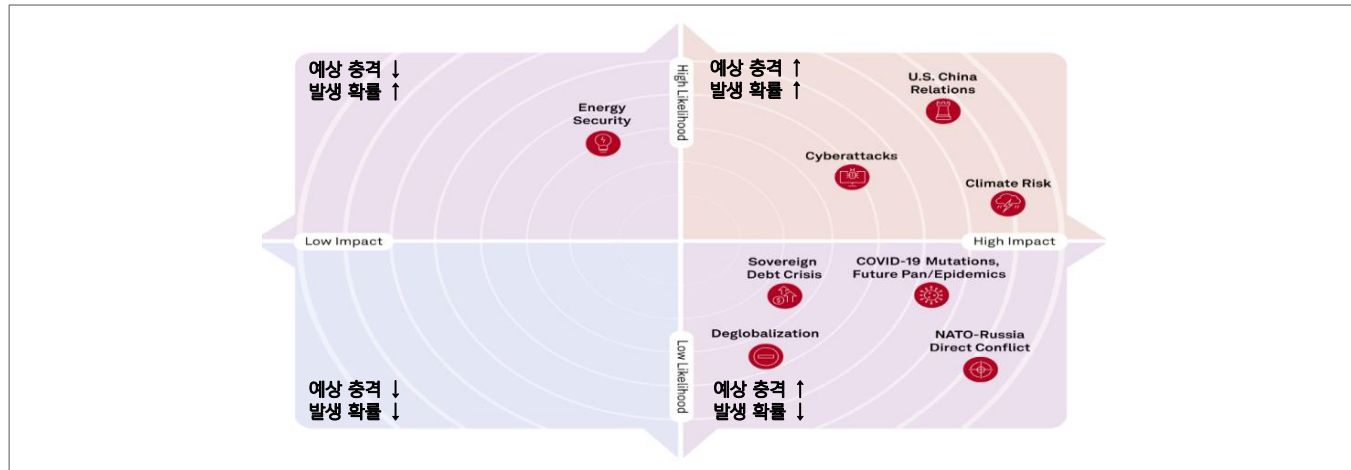 예상 충격 ↓
발생 확률 ↑
Energy
Security
High Likelihood
예상 충격 ↑
발생 확률 ↑
U.S. China
Relations
Cyberattacks
Climate Risk
Low Impact
High Impact
Sovereign
Debt Crisis
COVID-19 Mutations,
Future Pan/Epidemics
Deglobalization
NATO-Russia
Direct Conflict
Low Likelihood
예상 충격 ↓
발생 확률 ↓
예상 충격 ↑
발생 확률 ↓